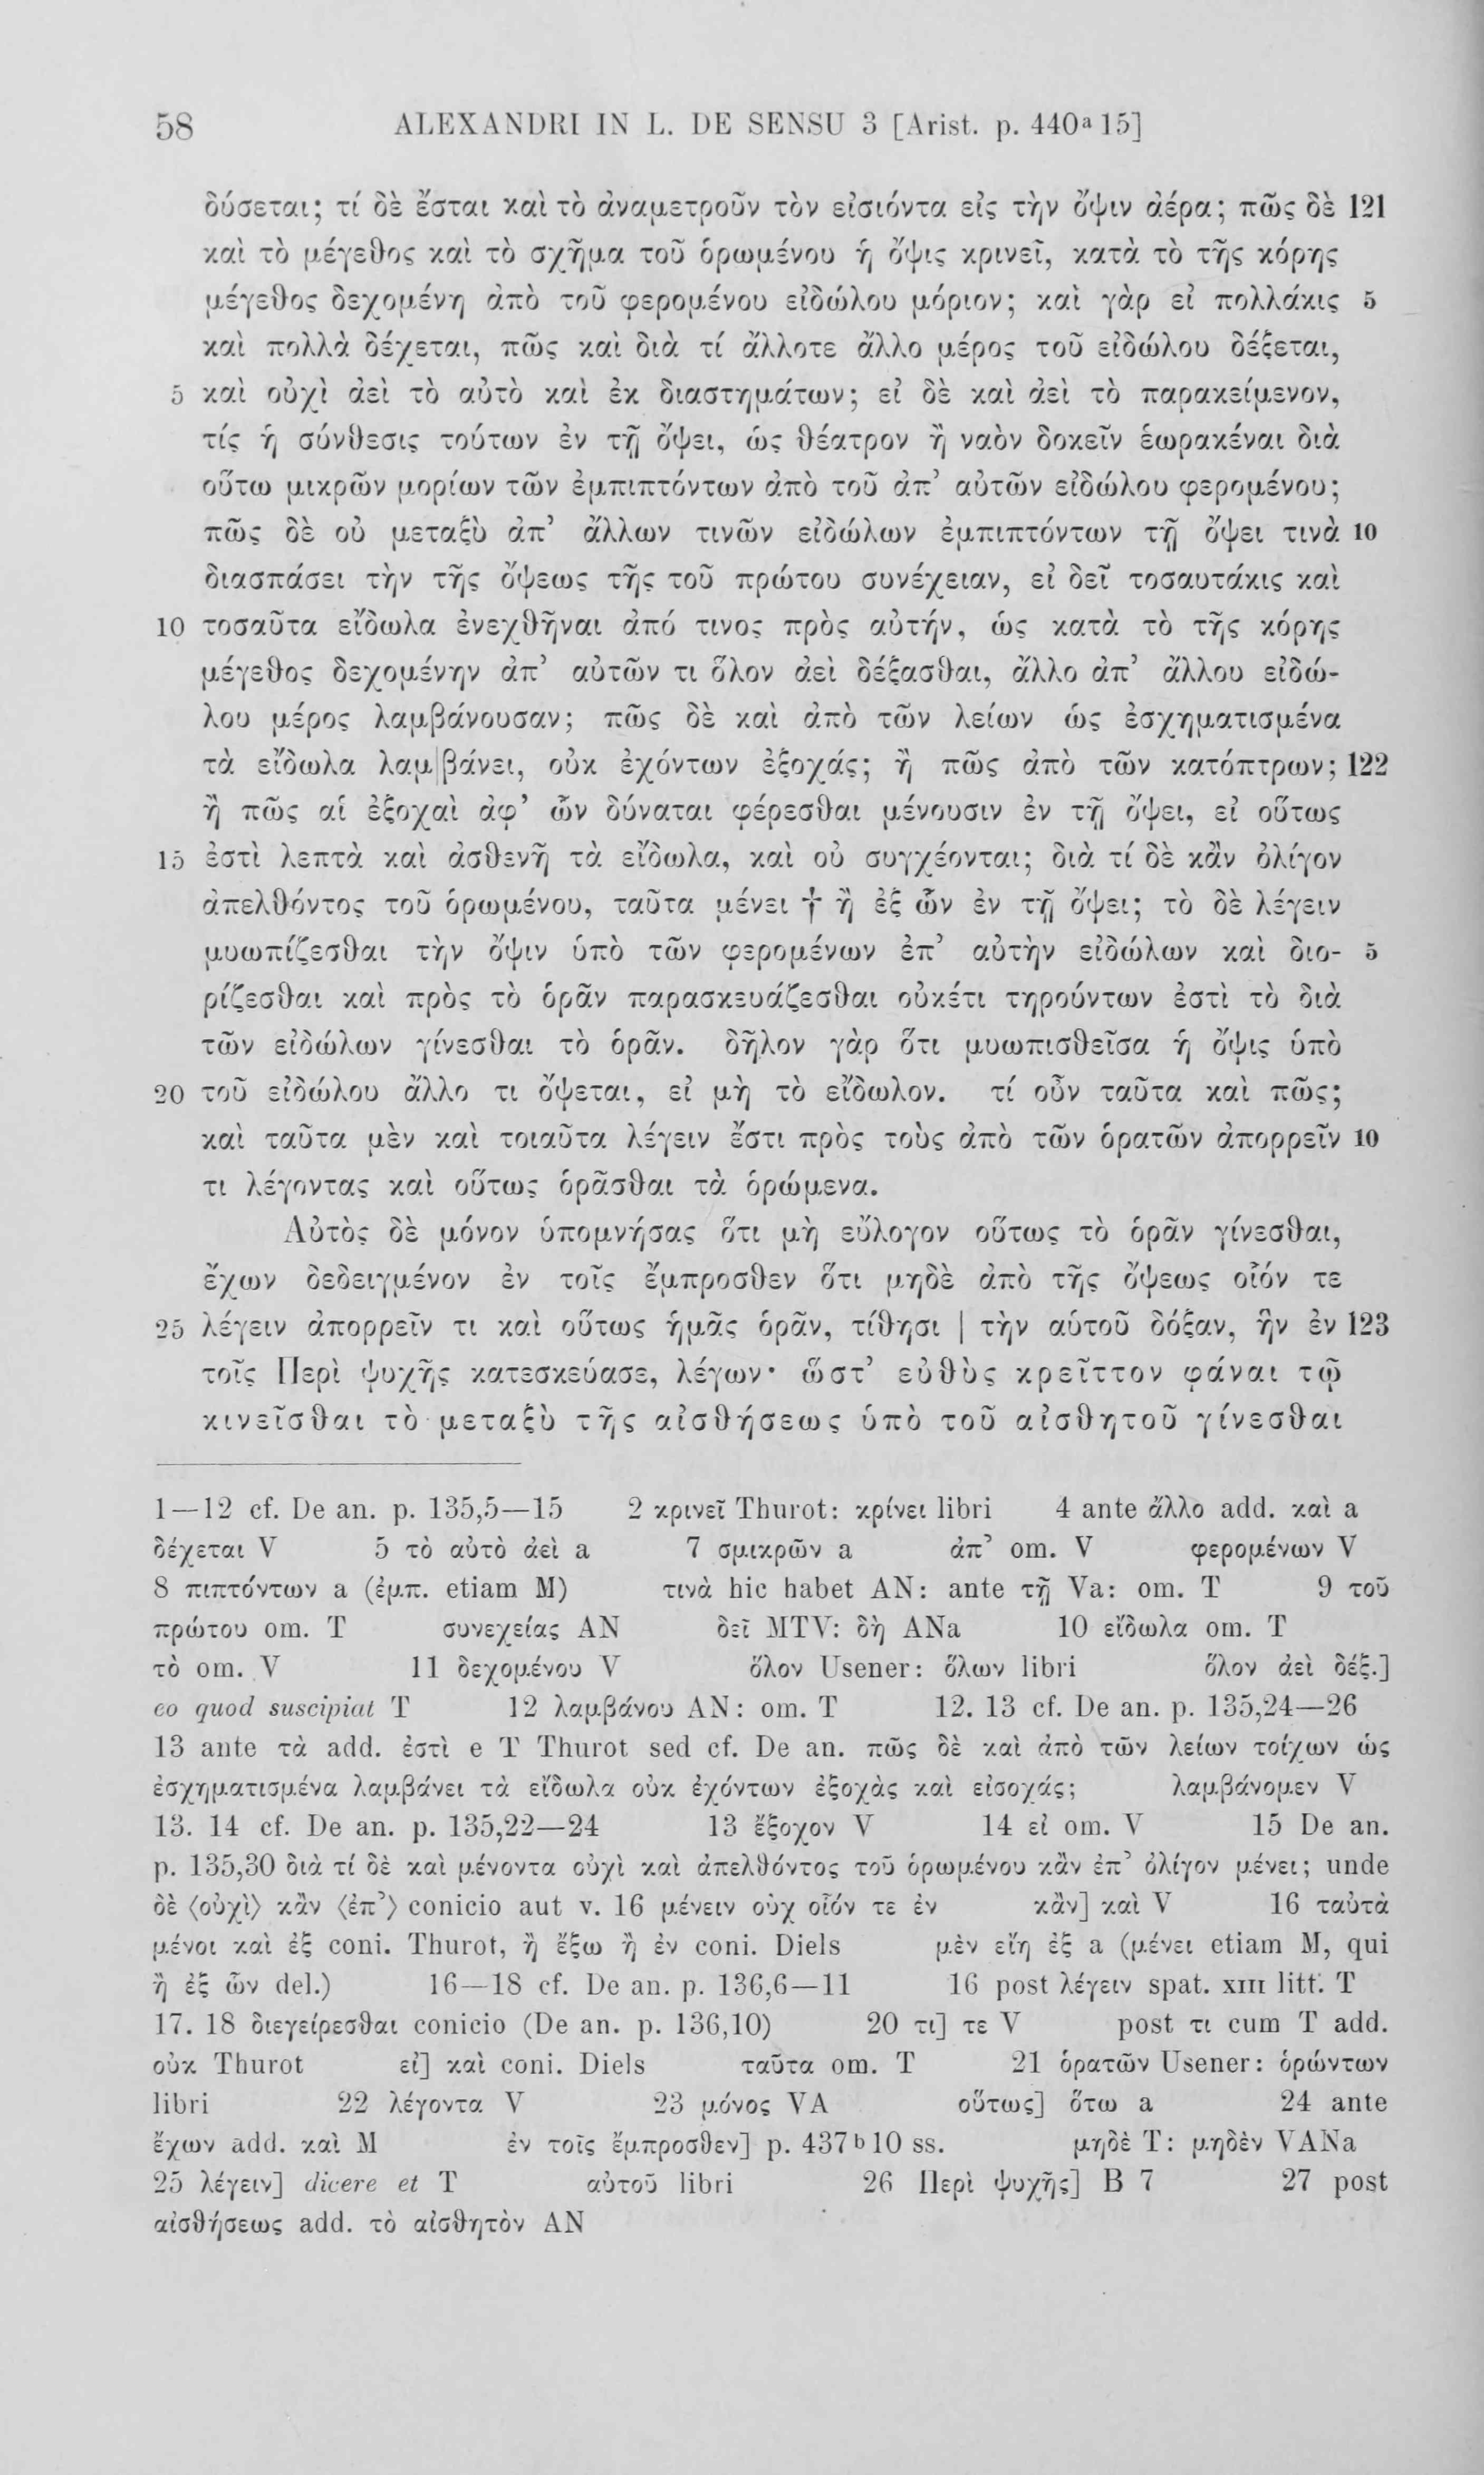 58 ALEXANDRI IN L. DE SENSU 3 [Arist. p. 440ᵃ 15]
δύσεται; τί δὲ ἔσται καὶ τὸ ἀναμετροῦν τὸν εἰσιόντα εἰς τὴν ὄψιν ἀέρα; πῶς δὲ 121
καὶ τὸ μέγεθος καὶ τὸ σχῆμα τοῦ ὁρωμένου ἡ ὄψις κρινεῖ, κατὰ τὸ τῆς κόρης
μέγεθος δεχομένη ἀπὸ τοῦ φερομένου εἰδώλου μόριον; καὶ γὰρ εἰ πολλάκις 5
καὶ πολλὰ δέχεται, πῶς καὶ διὰ τί ἄλλοτε ἄλλο μέρος τοῦ εἰδώλου δέξεται,
5 καὶ οὐχὶ ἀεὶ τὸ αὐτὸ καὶ ἐκ διαστημάτων; εἰ δὲ καὶ ἀεὶ τὸ παρακείμενον,
τίς ἡ σύνθεσις τούτων ἐν τῇ ὄψει, ὡς θέατρον ἢ ναὸν δοκεῖν ἑωρακέναι διὰ
οὕτω μικρῶν μορίων τῶν ἐμπιπτόντων ἀπὸ τοῦ ἀπ’ αὐτῶν εἰδώλου φερομένου;
πῶς δὲ οὐ μεταξὺ ἀπ’ ἄλλων τινῶν εἰδώλων ἐμπιπτόντων τῇ ὄψει τινὰ 10
διασπάσει τὴν τῆς ὄψεως τῆς τοῦ πρώτου συνέχειαν, εἰ δεῖ τοσαυτάκις καὶ
10 τοσαῦτα εἴδωλα ἐνεχθῆναι ἀπό τινος πρὸς αὐτήν, ὡς κατὰ τὸ τῆς κόρης
μέγεθος δεχομένην ἀπ’ αὐτῶν τι ὅλον ἀεὶ δέξασθαι, ἄλλο ἀπ’ ἄλλου εἰδώ-
λου μέρος λαμβάνουσαν; πῶς δὲ καὶ ἀπὸ τῶν λείων ὡς ἐσχηματισμένα
τὰ εἴδωλα λαμ|βάνει, οὐκ ἐχόντων ἐξοχάς; ἢ πῶς ἀπὸ τῶν κατόπτρων; 122
ἢ πῶς αἱ ἐξοχαὶ ἀφ’ ὧν δύναται φέρεσθαι μένουσιν ἐν τῇ ὄψει, εἰ οὕτως
15 ἐστὶ λεπτὰ καὶ ἀσθενῆ τὰ εἴδωλα, καὶ οὐ συγχέονται; διὰ τί δὲ κἂν ὀλίγον
ἀπελθόντος τοῦ ὁρωμένου, ταῦτα μένει † ἢ ἐξ ὧν ἐν τῇ ὄψει; τὸ δὲ λέγειν
μυωπίζεσθαι τὴν ὄψιν ὑπὸ τῶν φερομένων ἐπ’ αὐτὴν εἰδώλων καὶ διο- 5
ρίζεσθαι καὶ πρὸς τὸ ὁρᾶν παρασκευάζεσθαι οὐκέτι τηρούντων ἐστὶ τὸ διὰ
τῶν εἰδώλων γίνεσθαι τὸ ὁρᾶν. δῆλον γὰρ ὅτι μυωπισθεῖσα ἡ ὄψις ὑπὸ
20 τοῦ εἰδώλου ἄλλο τι ὄψεται, εἰ μὴ τὸ εἴδωλον. τί οὖν ταῦτα καὶ πῶς;
καὶ ταῦτα μὲν καὶ τοιαῦτα λέγειν ἔστι πρὸς τοὺς ἀπὸ τῶν ὁρατῶν ἀπορρεῖν 10
τι λέγοντας καὶ οὕτως ὁρᾶσθαι τὰ ὁρώμενα.
Αὐτὸς δὲ μόνον ὑπομνήσας ὅτι μὴ εὔλογον οὕτως τὸ ὁρᾶν γίνεσθαι,
ἔχων δεδειγμένον ἐν τοῖς ἔμπροσθεν ὅτι μηδὲ ἀπὸ τῆς ὄψεως οἷόν τε
25 λέγειν ἀπορρεῖν τι καὶ οὕτως ἡμᾶς ὁρᾶν, τίθησι | τὴν αὑτοῦ δόξαν, ἣν ἐν 123
τοῖς Περὶ ψυχῆς κατεσκεύασε, λέγων· ὥστ’ εὐθὺς κρεῖττον φάναι τῷ
κινεῖσθαι τὸ μεταξὺ τῆς αἰσθήσεως ὑπὸ τοῦ αἰσθητοῦ γίνεσθαι
1—12 cf. De an. p. 135,5—15 2 κρινεῖ Thurot: κρίνει libri 4 ante ἄλλο add. καὶ a
δέχεται V 5 τὸ αὐτὸ ἀεὶ a 7 σμικρῶν a ἀπ’ om. V φερομένων V
8 πιπτόντων a (ἐμπ. etiam M) τινὰ hic habet AN: ante τῇ Va: om. T 9 τοῦ
πρώτου om. T συνεχείας AN δεῖ MTV: δὴ ANa 10 εἴδωλα om. T
τὸ om. V 11 δεχομένου V ὅλον Usener: ὅλων libri ὅλον ἀεὶ δέξ.]
eo quod suscipiat T 12 λαμβάνου AN: om. T 12. 13 cf. De an. p. 135,24—26
13 ante τὰ add. ἐστὶ e T Thurot sed cf. De an. πῶς δὲ καὶ ἀπὸ τῶν λείων τοίχων ὡς
ἐσχηματισμένα λαμβάνει τὰ εἴδωλα οὐκ ἐχόντων ἐξοχὰς καὶ εἰσοχάς; λαμβάνομεν V
13. 14 cf. De an. p. 135,22—24 13 ἔξοχον V 14 εἰ om. V 15 De an.
p. 135,30 διὰ τί δὲ καὶ μένοντα οὐχὶ καὶ ἀπελθόντος τοῦ ὁρωμένου κἂν ἐπ’ ὀλίγον μένει; unde
δὲ ⟨οὐχὶ⟩ κἂν ⟨ἐπ’⟩ conicio aut v. 16 μένειν οὐχ οἷόν τε ἐν κἂν] καὶ V 16 ταὐτὰ
μένοι καὶ ἐξ coni. Thurot, ἢ ἔξω ἢ ἐν coni. Diels μὲν εἴη ἐξ a (μένει etiam M, qui
ἢ ἐξ ὧν del.) 16—18 cf. De an. p. 136,6—11 16 post λέγειν spat. XIII litt. T
17. 18 διεγείρεσθαι conicio (De an. p. 136,10) 20 τι] τε V post τι cum T add.
οὐκ Thurot εἰ] καὶ coni. Diels ταῦτα om. T 21 ὁρατῶν Usener: ὁρώντων
libri 22 λέγοντα V 23 μόνος VA οὕτως] ὅτω a 24 ante
ἔχων add. καὶ M ἐν τοῖς ἔμπροσθεν] p. 437ᵇ10 ss. μηδὲ T: μηδὲν VANa
25 λέγειν] dicere et T αὐτοῦ libri 26 Περὶ ψυχῆς] B 7 27 post
αἰσθήσεως add. τὸ αἰσθητὸν AN